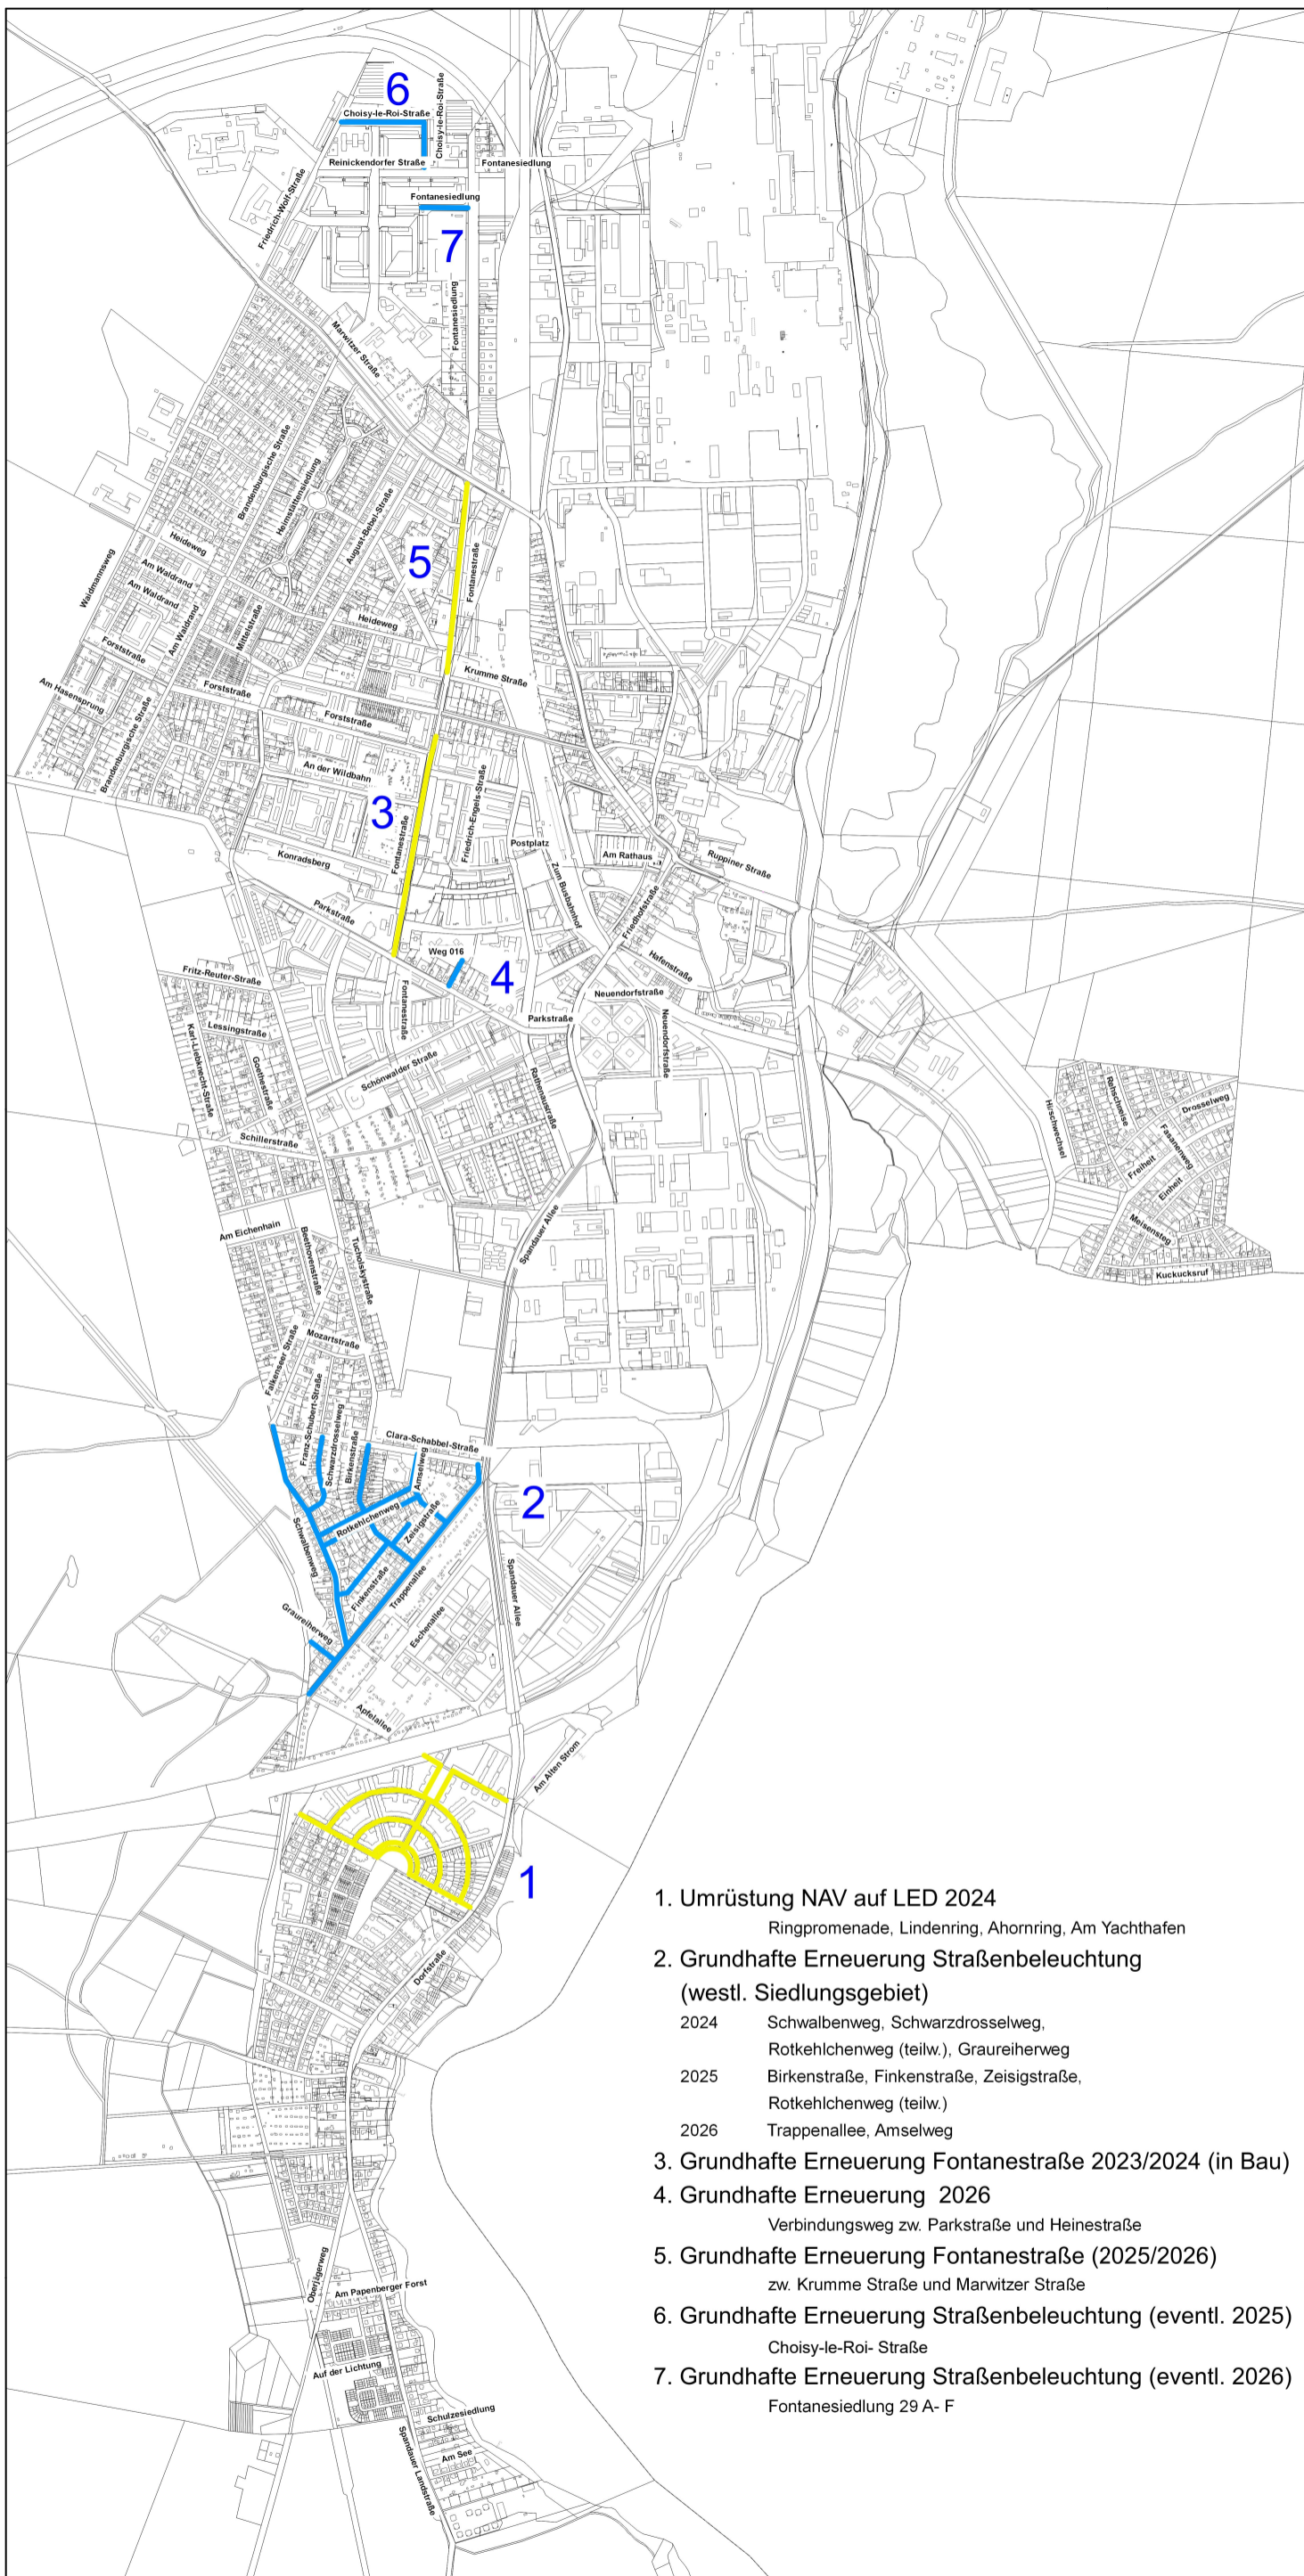 6
Choisy-le-Roi-Straße
Choisy-le-Roi-Straße
Reinickendorfer Straße
Fontanesiedlung
Friedrich-Wolf-Straße
Fontanesiedlung
7
Fontanesiedlung
Marwitzer Straße
Brandenburgische Straße
Heimstättensiedlung
August-Bebel-Straße
Heideweg
5
Fontanestraße
Waidmannsweg
Am Waldrand
Am Waldrand
Am Waldrand
Mittelstraße
Heideweg
Forststraße
Krumme Straße
Am Hasensprung
Forststraße
Brandenburgische Straße
Forststraße
An der Wildbahn
3
Fontanestraße
Friedrich-Engels-Straße
Postplatz
Am Rathaus
Ruppiner Straße
Konradsberg
Zum Busbahnhof
Friedhofstraße
Parkstraße
Weg 016
4
Hafenstraße
Fritz-Reuter-Straße
Fontanestraße
Neuendorfstraße
Parkstraße
Neuendorfstraße
Lessingstraße
Karl-Liebknecht-Straße
Goethestraße
Schönwalder Straße
Rathenaustraße
Schillerstraße
Hirschwechsel
Rehschneise
Drosselweg
Fasanenweg
Freiheit
Einheit
Meisensteg
Kuckucksruf
Am Eichenhain
Beethovenstraße
Tucholskystraße
Spandauer Allee
Mozartstraße
Falkenseer Straße
Franz-Schubert-Straße
Schwarzdrosselweg
Birkenstraße
Clara-Schabbel-Straße
Amselweg
2
Rotkehlchenweg
Zeisigstraße
Schwalbenweg
Finkenstraße
Trappenallee
Spandauer Allee
Graureiherweg
Eschenallee
Apfelallee
Am Alten Strom
1
Dorfstraße
1. Umrüstung NAV auf LED 2024
Ringpromenade, Lindenring, Ahornring, Am Yachthafen
2. Grundhafte Erneuerung Straßenbeleuchtung
(westl. Siedlungsgebiet)
2024 Schwalbenweg, Schwarzdrosselweg,
Rotkehlchenweg (teilw.), Graureiherweg
2025 Birkenstraße, Finkenstraße, Zeisigstraße,
Rotkehlchenweg (teilw.)
2026 Trappenallee, Amselweg
3. Grundhafte Erneuerung Fontanestraße 2023/2024 (in Bau)
4. Grundhafte Erneuerung 2026
Verbindungsweg zw. Parkstraße und Heinestraße
5. Grundhafte Erneuerung Fontanestraße (2025/2026)
zw. Krumme Straße und Marwitzer Straße
6. Grundhafte Erneuerung Straßenbeleuchtung (eventl. 2025)
Choisy-le-Roi- Straße
7. Grundhafte Erneuerung Straßenbeleuchtung (eventl. 2026)
Fontanesiedlung 29 A- F
Oberjägerweg
Am Papenberger Forst
Auf der Lichtung
Schulzesiedlung
Am See
Spandauer Landstraße